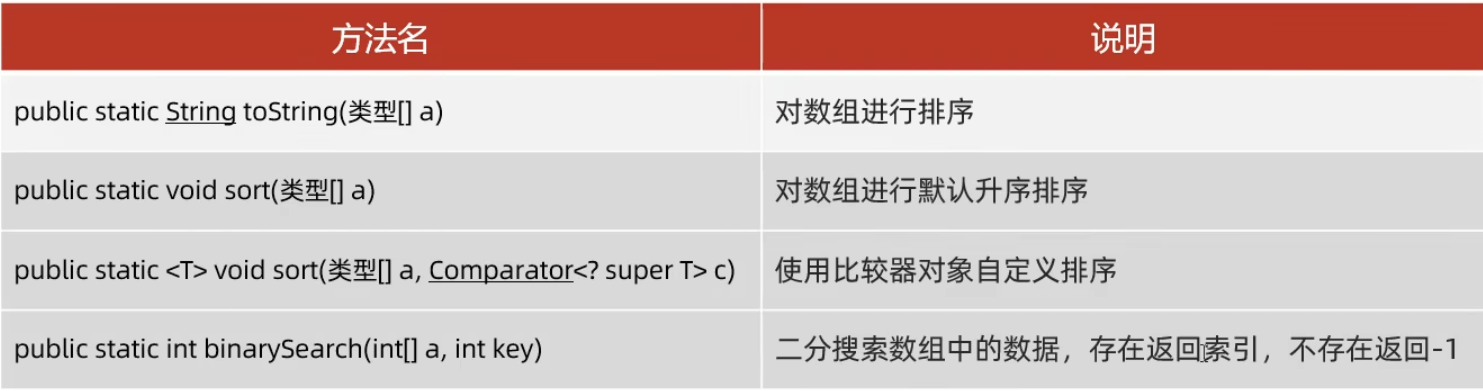 方法名 说明
public static String toString(类型[] a) 对数组进行排序
public static void sort(类型[] a) 对数组进行默认升序排序
public static <T> void sort(类型[] a, Comparator<? super T> c) 使用比较器对象自定义排序
public static int binarySearch(int[] a, int key) 二分搜索数组中的数据，存在返回索引，不存在返回-1